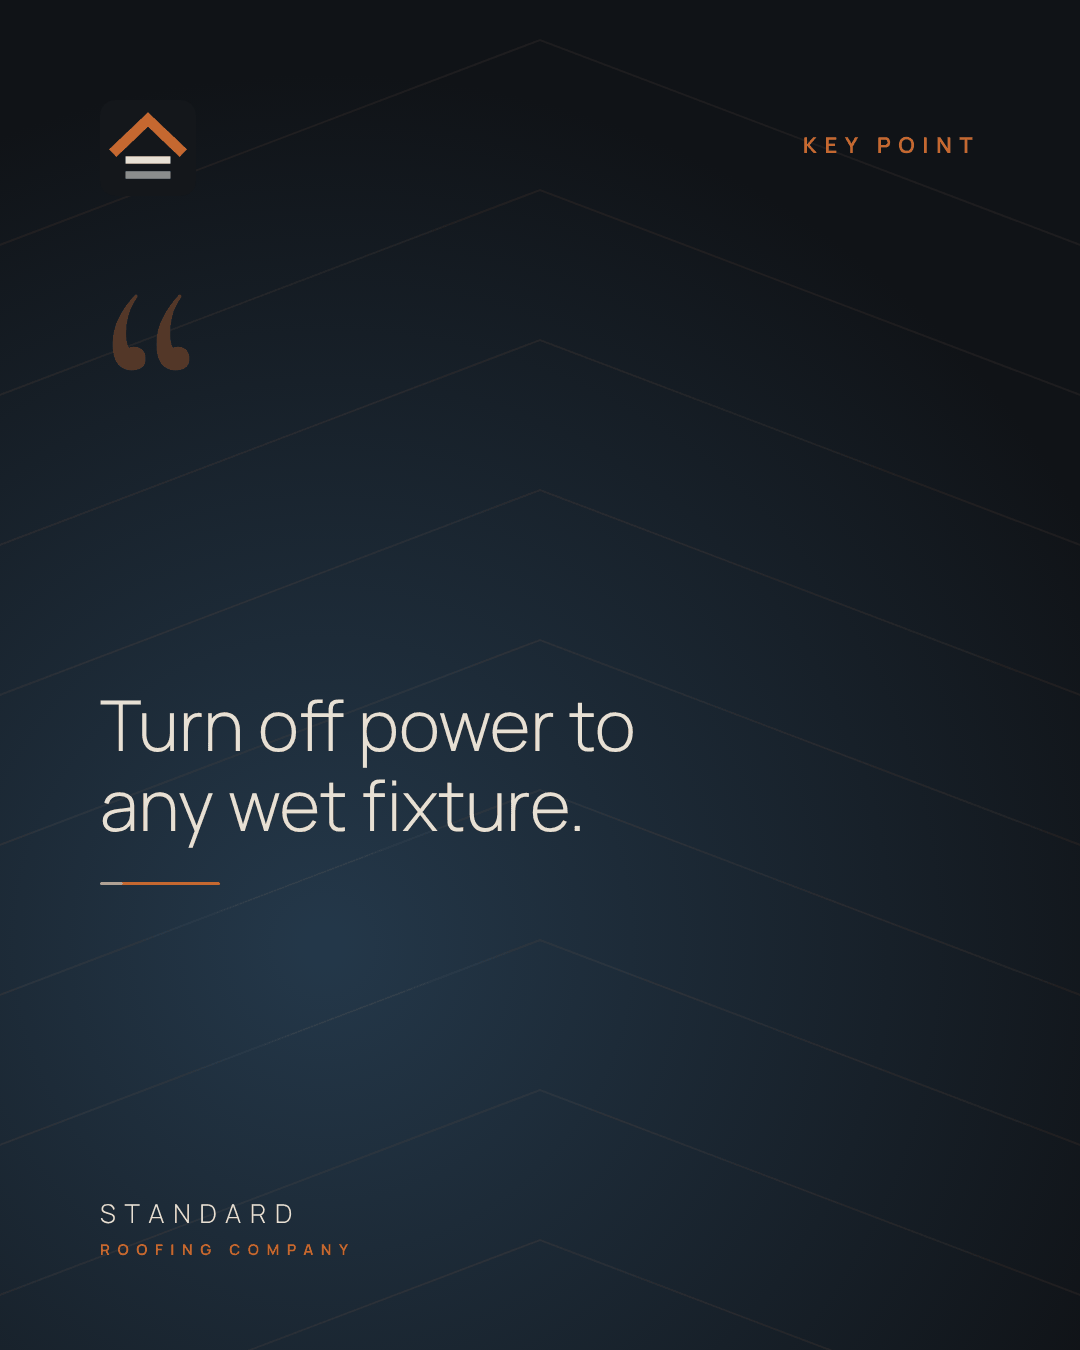 KEY POINT
“
Turn off power to
any wet fixture.
STANDARD
ROOFING COMPANY